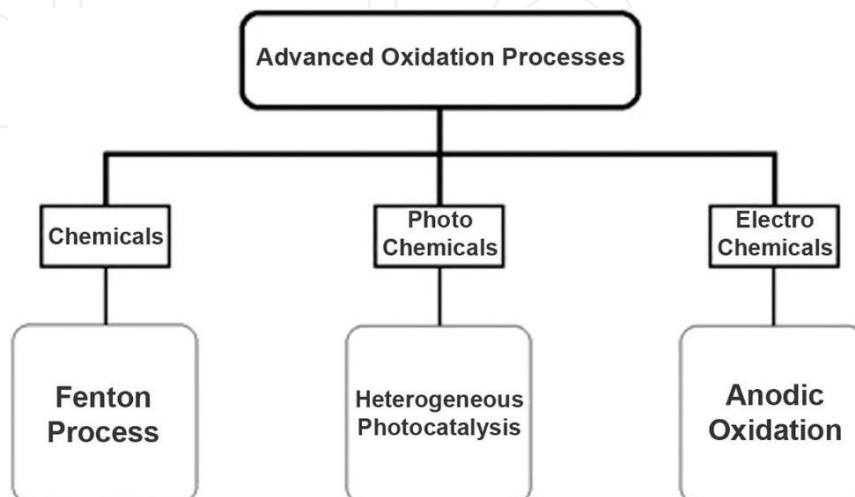 Advanced Oxidation Processes
Chemicals
Photo
Chemicals
Electro
Chemicals
Fenton
Process
Heterogeneous
Photocatalysis
Anodic
Oxidation